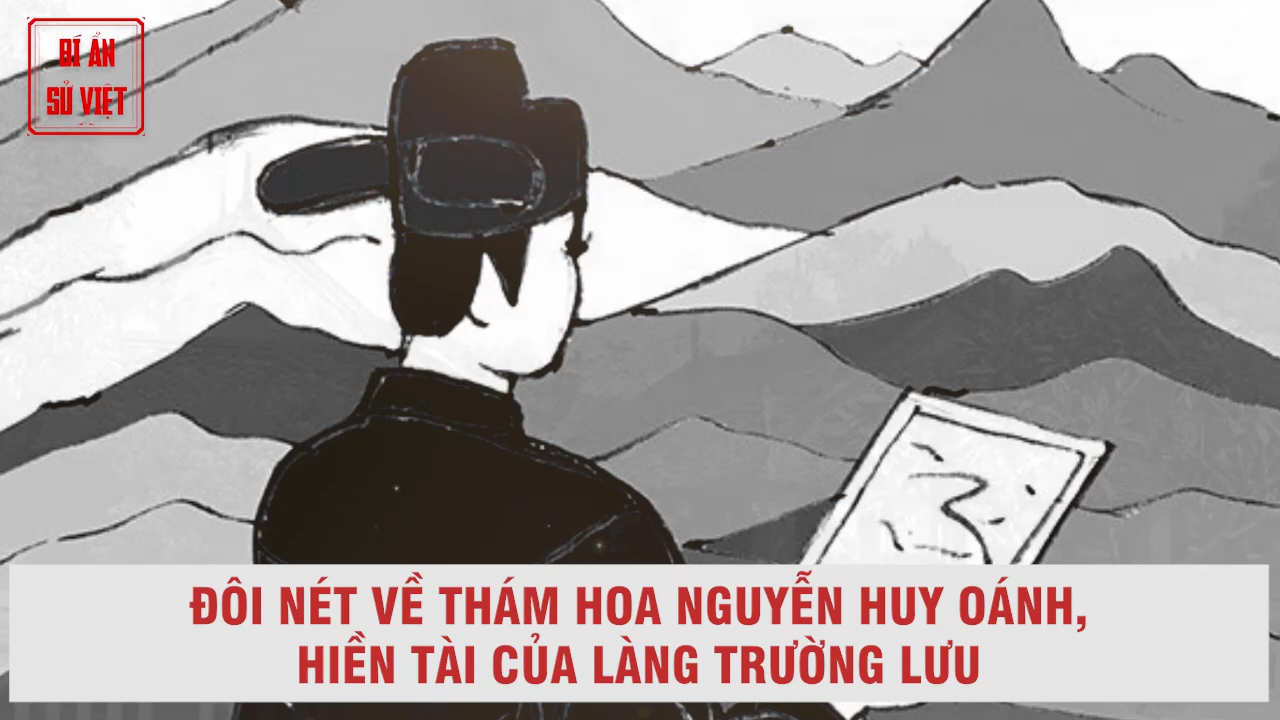 BÍ ẨN
SỬ VIỆT
ĐÔI NÉT VỀ THÁM HOA NGUYỄN HUY OÁNH,
HIỀN TÀI CỦA LÀNG TRƯỜNG LƯU